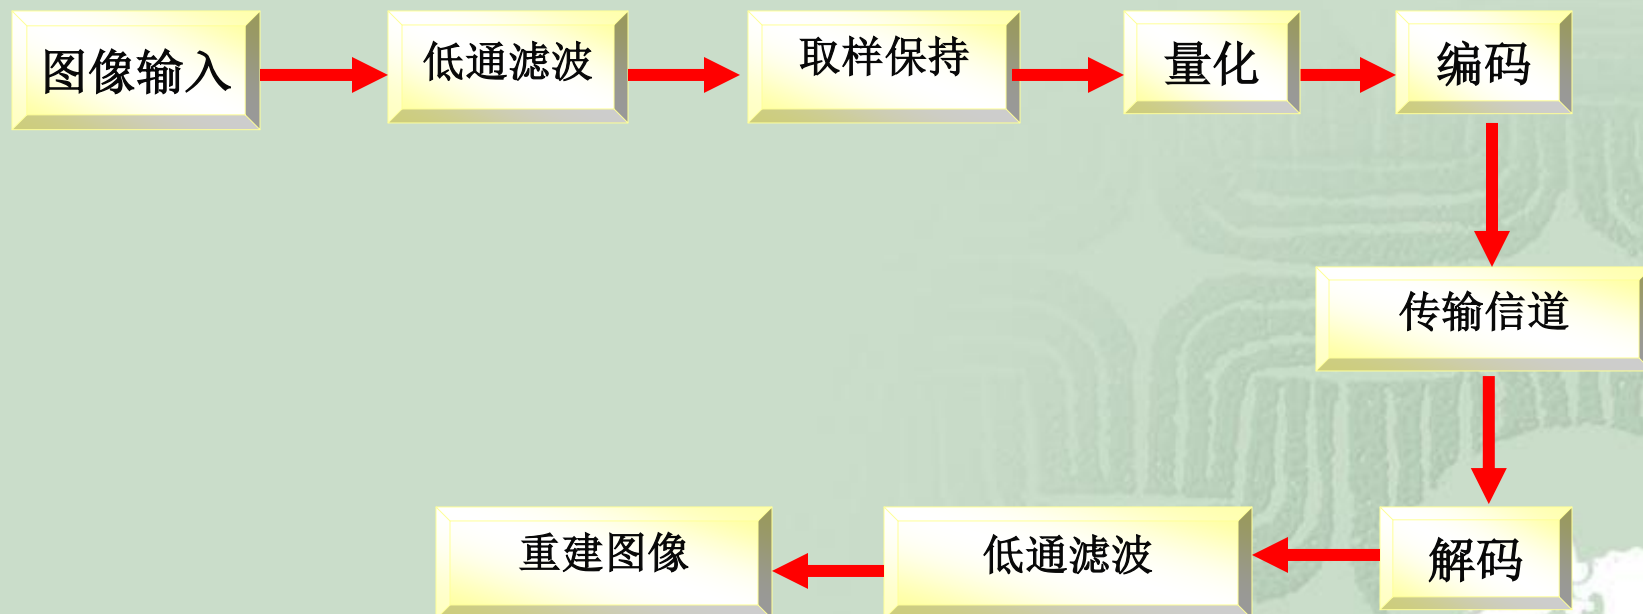 图像输入
低通滤波
取样保持
量化
编码
传输信道
解码
低通滤波
重建图像